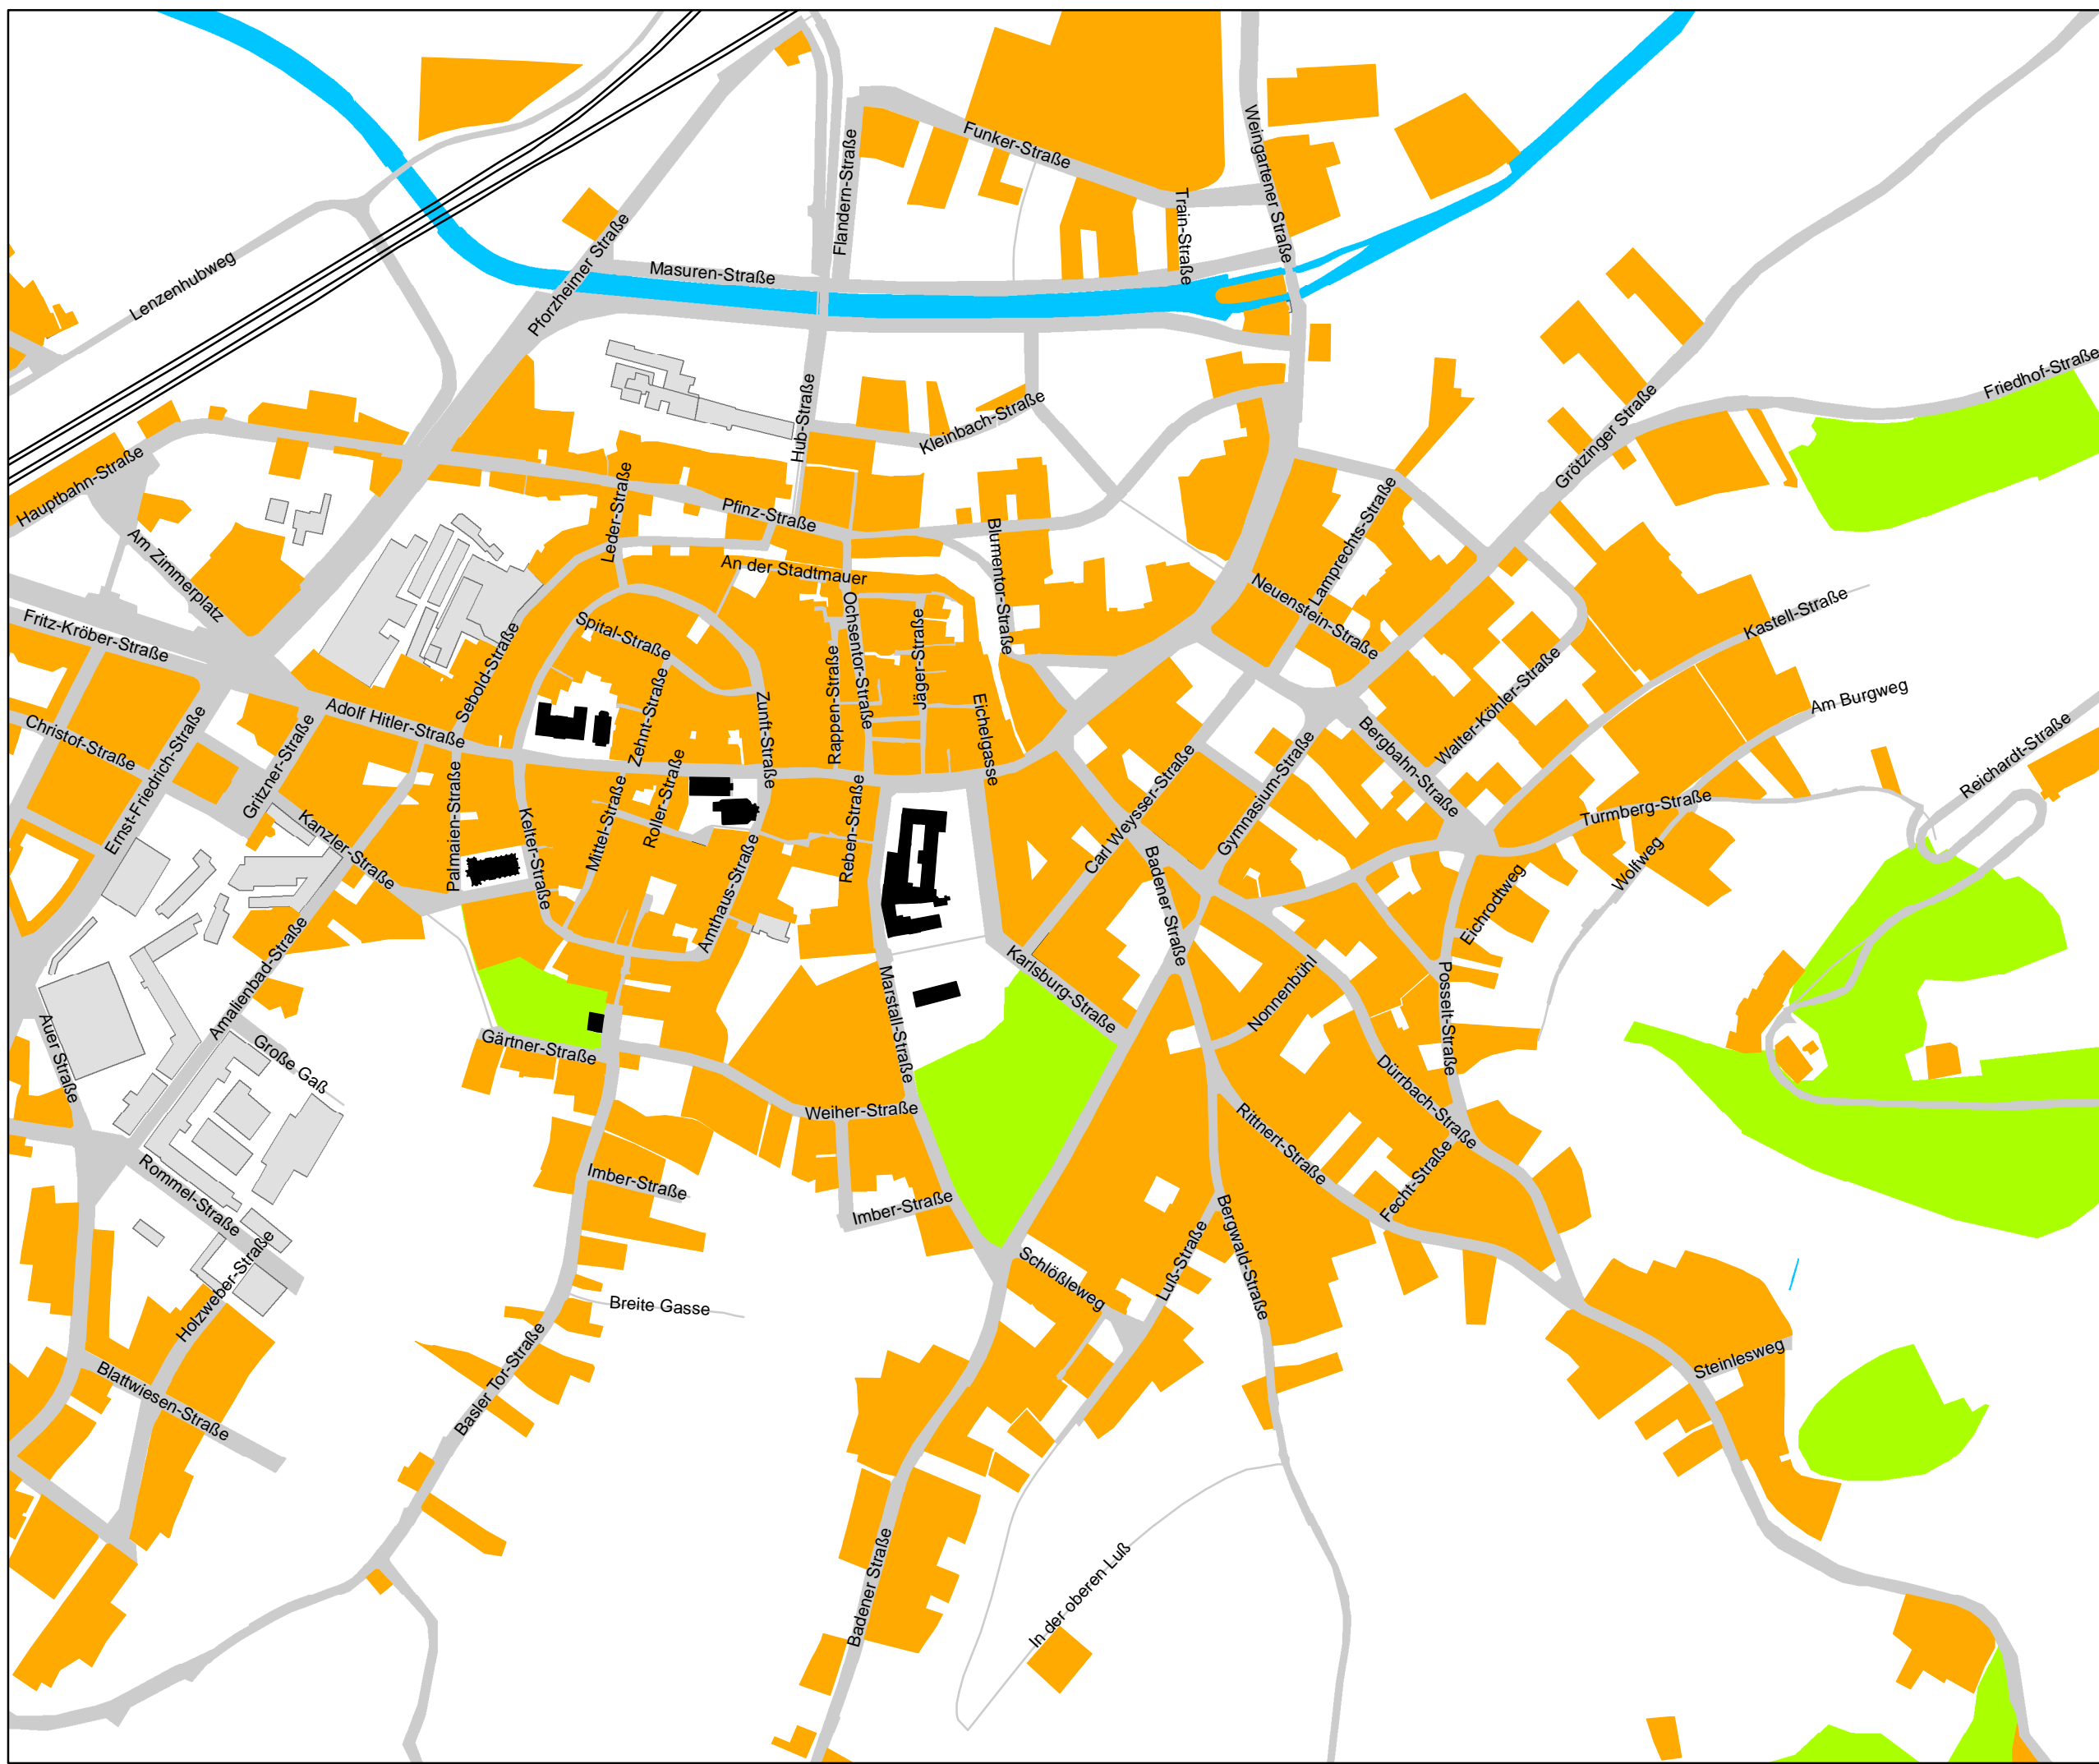 Funker-Straße
Weingartener Straße
Flandern-Straße
Train-Straße
Lenzenhubweg
Pforzheimer Straße
Masuren-Straße
Friedhof-Straße
Hub-Straße
Kleinbach-Straße
Grötzinger Straße
Hauptbahn-Straße
Leder-Straße
Pfinz-Straße
Blumentor-Straße
Lamprechts-Straße
Am Zimmerplatz
An der Stadtmauer
Neuenstein-Straße
Kastell-Straße
Fritz-Kröber-Straße
Spital-Straße
Sebold-Straße
Ochsentor-Straße
Jäger-Straße
Rappen-Straße
Walter-Köhler-Straße
Am Burgweg
Christof-Straße
Ernst-Friedrich-Straße
Gritzner-Straße
Adolf Hitler-Straße
Zehnt-Straße
Zunft-Straße
Eichelgasse
Bergbahn-Straße
Reichardt-Straße
Kanzler-Straße
Palmaien-Straße
Kelter-Straße
Mittel-Straße
Roller-Straße
Reben-Straße
Carl Weysser-Straße
Gymnasium-Straße
Turmberg-Straße
Wolfweg
Amthaus-Straße
Badener Straße
Eichrodtweg
Amalienbad-Straße
Marstall-Straße
Karlsburg-Straße
Nonnenbühl
Posselt-Straße
Auer Straße
Große Gaß
Gärtner-Straße
Weiher-Straße
Dürrbach-Straße
Rittnert-Straße
Fecht-Straße
Rommel-Straße
Imber-Straße
Imber-Straße
Holzweber-Straße
Schlößleweg
Luß-Straße
Bergwald-Straße
Breite Gasse
Blattwiesen-Straße
Basler Tor-Straße
Steinlesweg
Badener Straße
In der oberen Luß